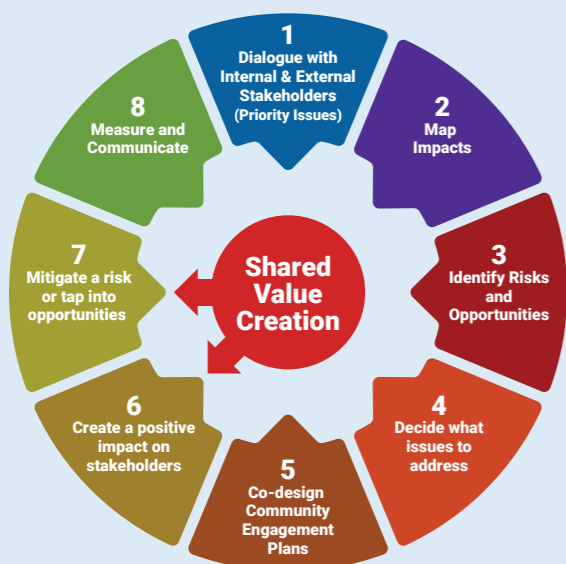 1
Dialogue with
Internal & External
Stakeholders
(Priority Issues)
2
Map
Impacts
3
Identify Risks
and
Opportunities
4
Decide what
issues to
address
5
Co-design
Community
Engagement
Plans
6
Create a positive
impact on
stakeholders
7
Mitigate a risk
or tap into
opportunities
8
Measure and
Communicate
Shared
Value
Creation